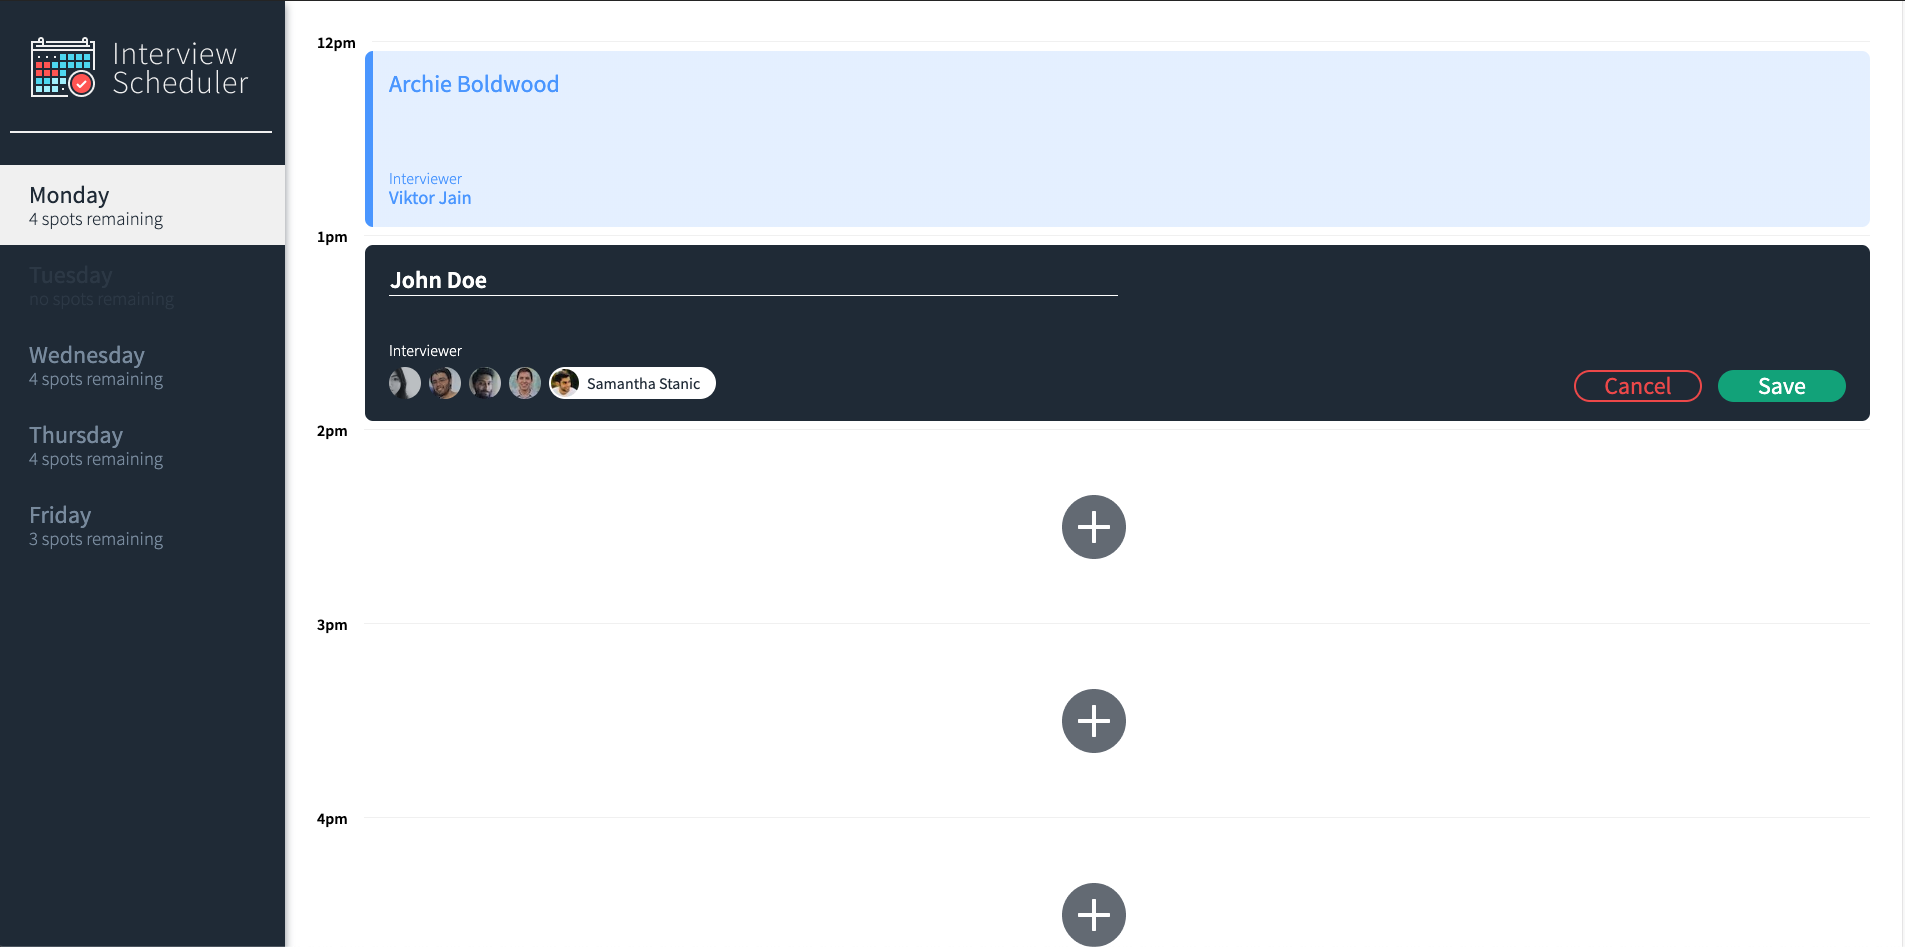 Interview
Scheduler
Monday
4 spots remaining
Tuesday
no spots remaining
Wednesday
4 spots remaining
Thursday
4 spots remaining
Friday
3 spots remaining
12pm
Archie Boldwood
Interviewer
Viktor Jain
1pm
John Doe
Interviewer
Samantha Stanic
Cancel
Save
2pm
3pm
4pm